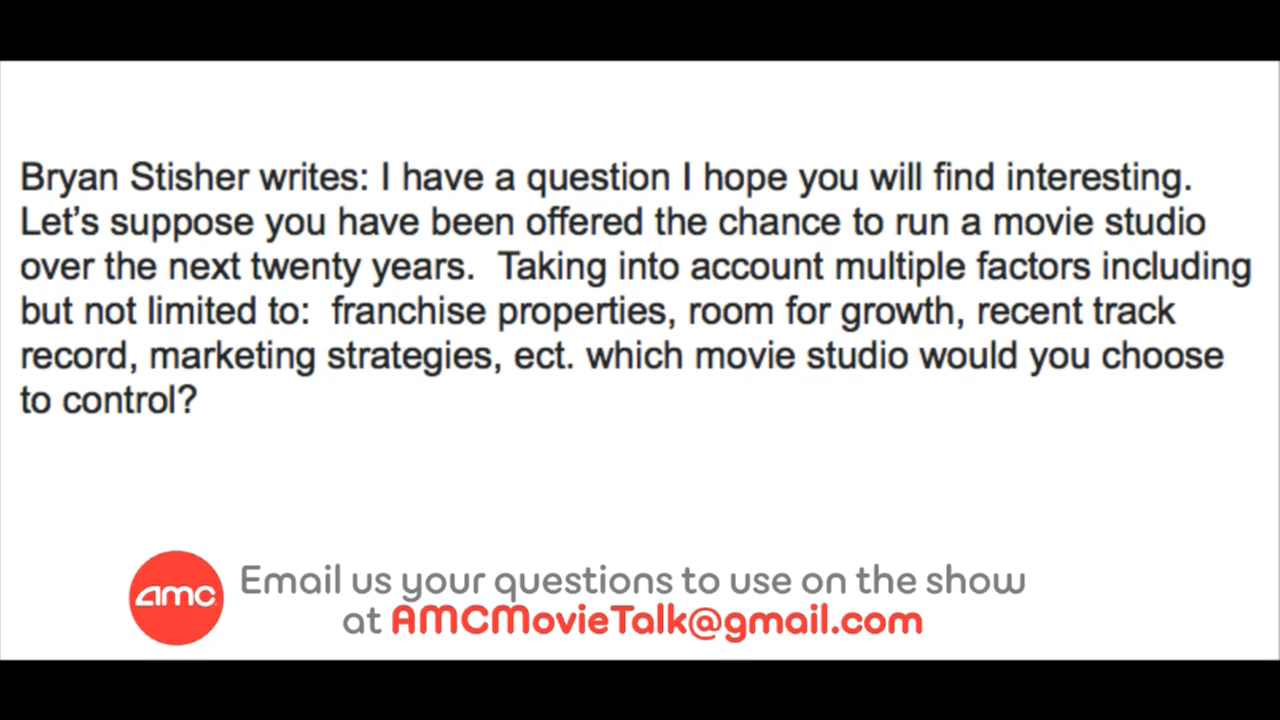 Bryan Stisher writes: I have a question I hope you will find interesting.
Let's suppose you have been offered the chance to run a movie studio
over the next twenty years.  Taking into account multiple factors including
but not limited to:  franchise properties, room for growth, recent track
record, marketing strategies, ect. which movie studio would you choose
to control?
amc
Email us your questions to use on the show
at AMCMovieTalk@gmail.com